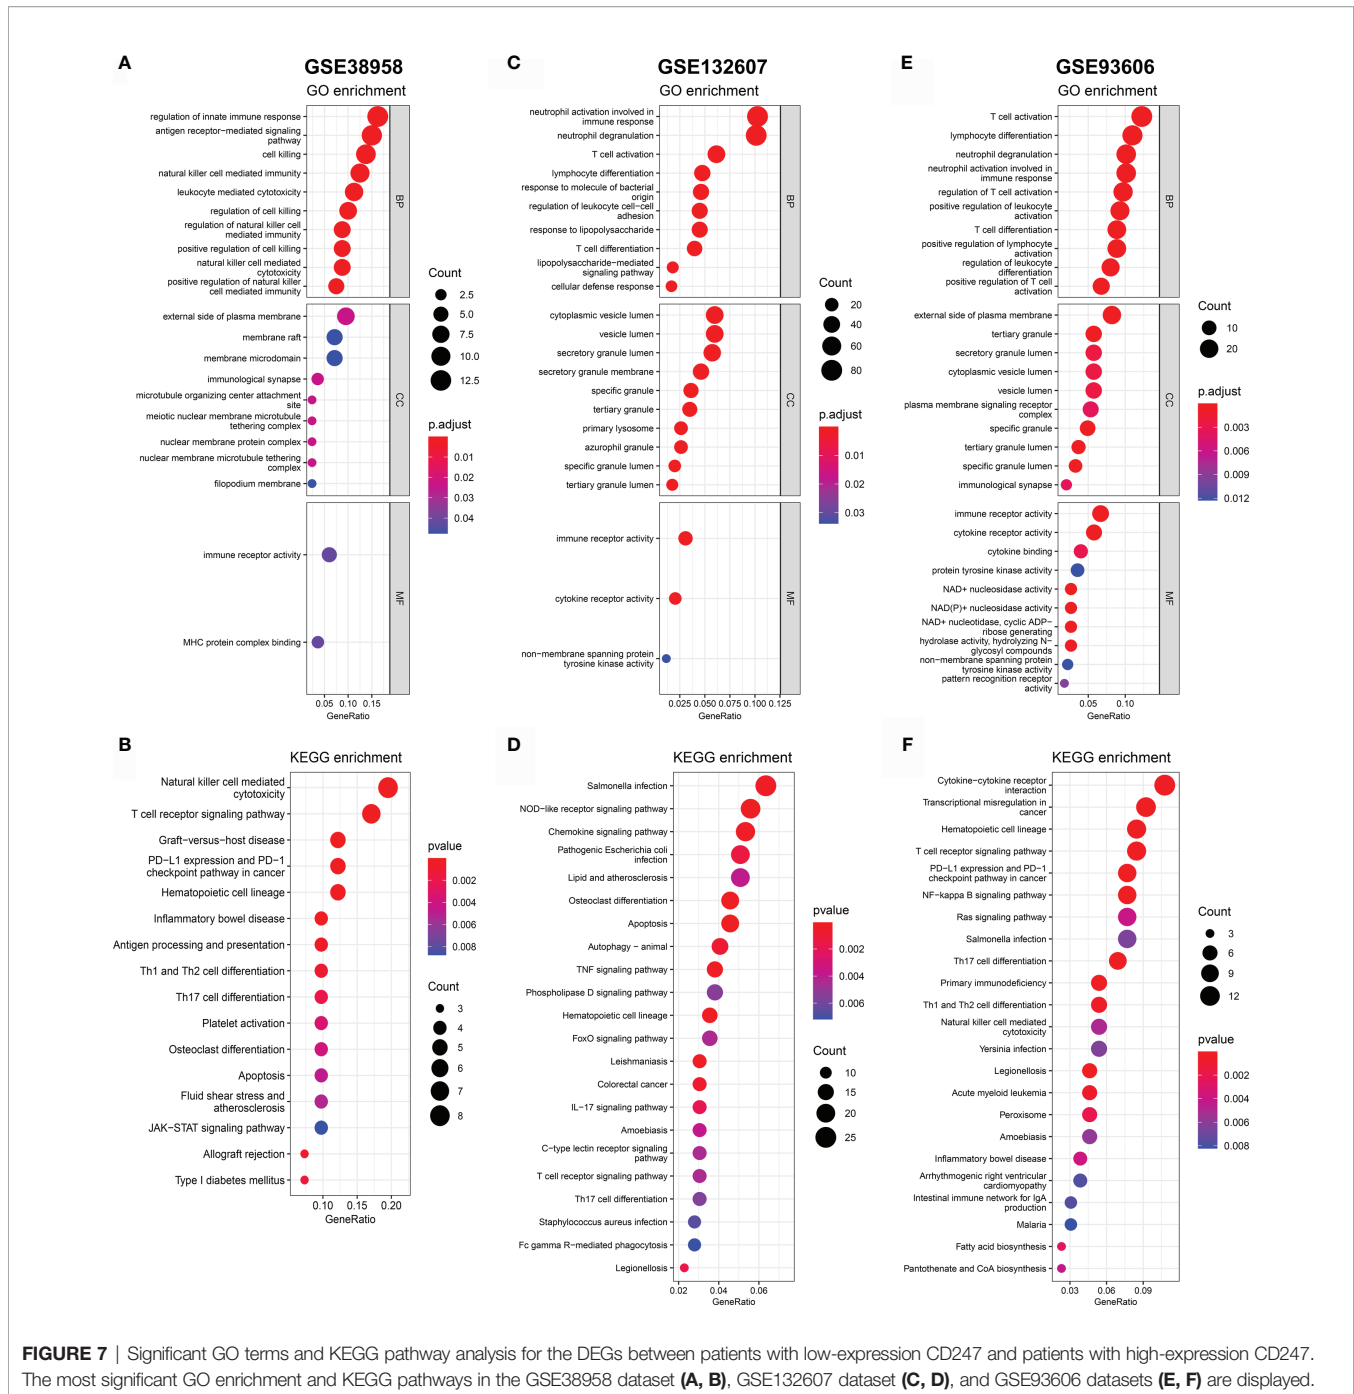 A
GSE38958
GO enrichment
regulation of innate immune response
antigen receptor−mediated signaling
pathway
cell killing
natural killer cell mediated immunity
leukocyte mediated cytotoxicity
regulation of cell killing
regulation of natural killer cell
mediated immunity
positive regulation of cell killing
natural killer cell mediated
cytotoxicity
positive regulation of natural killer
cell mediated immunity
BP
external side of plasma membrane
membrane raft
membrane microdomain
immunological synapse
microtubule organizing center attachment
site
meiotic nuclear membrane microtubule
tethering complex
nuclear membrane protein complex
nuclear membrane microtubule tethering
complex
filopodium membrane
CC
immune receptor activity
MHC protein complex binding
MF
0.05 0.10 0.15
GeneRatio
Count
2.5
5.0
7.5
10.0
12.5
p.adjust
0.01
0.02
0.03
0.04
C
GSE132607
GO enrichment
neutrophil activation involved in
immune response
neutrophil degranulation
T cell activation
lymphocyte differentiation
response to molecule of bacterial
origin
regulation of leukocyte cell−cell
adhesion
response to lipopolysaccharide
T cell differentiation
lipopolysaccharide−mediated
signaling pathway
cellular defense response
BP
cytoplasmic vesicle lumen
vesicle lumen
secretory granule lumen
secretory granule membrane
specific granule
tertiary granule
primary lysosome
azurophil granule
specific granule lumen
tertiary granule lumen
CC
immune receptor activity
cytokine receptor activity
non−membrane spanning protein
tyrosine kinase activity
MF
0.025 0.050 0.075 0.100 0.125
GeneRatio
Count
20
40
60
80
p.adjust
0.01
0.02
0.03
E
GSE93606
GO enrichment
T cell activation
lymphocyte differentiation
neutrophil degranulation
neutrophil activation involved in
immune response
regulation of T cell activation
positive regulation of leukocyte
activation
T cell differentiation
positive regulation of lymphocyte
activation
regulation of leukocyte
differentiation
positive regulation of T cell
activation
BP
external side of plasma membrane
tertiary granule
secretory granule lumen
cytoplasmic vesicle lumen
vesicle lumen
plasma membrane signaling receptor
complex
specific granule
tertiary granule lumen
specific granule lumen
immunological synapse
CC
immune receptor activity
cytokine receptor activity
cytokine binding
protein tyrosine kinase activity
NAD+ nucleosidase activity
NAD(P)+ nucleosidase activity
NAD+ nucleotidase, cyclic ADP−
ribose generating
hydrolase activity, hydrolyzing N−
glycosyl compounds
non−membrane spanning protein
tyrosine kinase activity
pattern recognition receptor
activity
MF
0.05 0.10
GeneRatio
Count
10
20
p.adjust
0.003
0.006
0.009
0.012
B
KEGG enrichment
Natural killer cell mediated
cytotoxicity
T cell receptor signaling pathway
Graft−versus−host disease
PD−L1 expression and PD−1
checkpoint pathway in cancer
Hematopoietic cell lineage
Inflammatory bowel disease
Antigen processing and presentation
Th1 and Th2 cell differentiation
Th17 cell differentiation
Platelet activation
Osteoclast differentiation
Apoptosis
Fluid shear stress and
atherosclerosis
JAK−STAT signaling pathway
Allograft rejection
Type I diabetes mellitus
0.10 0.15 0.20
GeneRatio
pvalue
0.002
0.004
0.006
0.008
Count
3
4
5
6
7
8
D
KEGG enrichment
Salmonella infection
NOD−like receptor signaling pathway
Chemokine signaling pathway
Pathogenic Escherichia coli
infection
Lipid and atherosclerosis
Osteoclast differentiation
Apoptosis
Autophagy − animal
TNF signaling pathway
Phospholipase D signaling pathway
Hematopoietic cell lineage
FoxO signaling pathway
Leishmaniasis
Colorectal cancer
IL−17 signaling pathway
Amoebiasis
C−type lectin receptor signaling
pathway
T cell receptor signaling pathway
Th17 cell differentiation
Staphylococcus aureus infection
Fc gamma R−mediated phagocytosis
Legionellosis
0.02 0.04 0.06
GeneRatio
pvalue
0.002
0.004
0.006
Count
10
15
20
25
F
KEGG enrichment
Cytokine−cytokine receptor
interaction
Transcriptional misregulation in
cancer
Hematopoietic cell lineage
T cell receptor signaling pathway
PD−L1 expression and PD−1
checkpoint pathway in cancer
NF−kappa B signaling pathway
Ras signaling pathway
Salmonella infection
Th17 cell differentiation
Primary immunodeficiency
Th1 and Th2 cell differentiation
Natural killer cell mediated
cytotoxicity
Yersinia infection
Legionellosis
Acute myeloid leukemia
Peroxisome
Amoebiasis
Inflammatory bowel disease
Arrhythmogenic right ventricular
cardiomyopathy
Intestinal immune network for IgA
production
Malaria
Fatty acid biosynthesis
Pantothenate and CoA biosynthesis
0.03 0.06 0.09
GeneRatio
Count
3
6
9
12
pvalue
0.002
0.004
0.006
0.008
FIGURE 7 | Significant GO terms and KEGG pathway analysis for the DEGs between patients with low-expression CD247 and patients with high-expression CD247.
The most significant GO enrichment and KEGG pathways in the GSE38958 dataset (A, B), GSE132607 dataset (C, D), and GSE93606 datasets (E, F) are displayed.